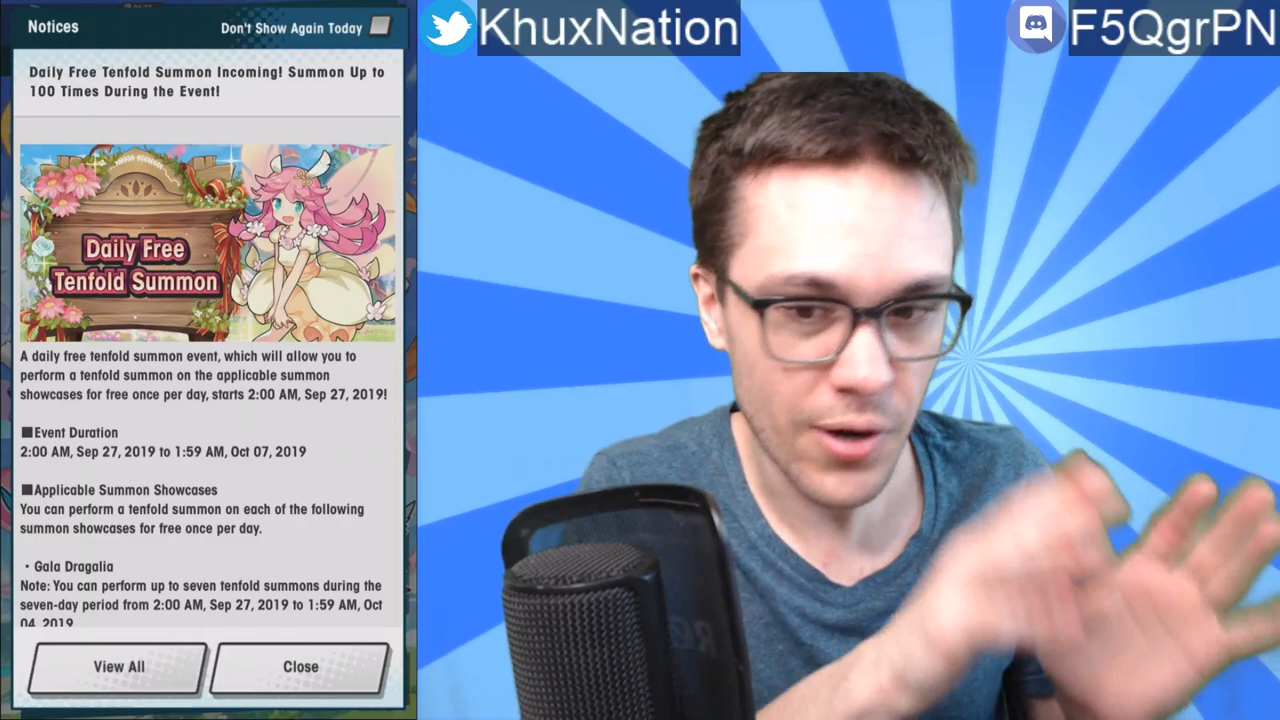 Notices
Don't Show Again Today
Daily Free Tenfold Summon Incoming! Summon Up to
100 Times During the Event!
Daily Free
Tenfold Summon
A daily free tenfold summon event, which will allow you to
perform a tenfold summon on the applicable summon
showcases for free once per day, starts 2:00 AM, Sep 27, 2019!
■Event Duration
2:00 AM, Sep 27, 2019 to 1:59 AM, Oct 07, 2019
■Applicable Summon Showcases
You can perform a tenfold summon on each of the following
summon showcases for free once per day.
・Gala Dragalia
Note: You can perform up to seven tenfold summons during the
seven-day period from 2:00 AM, Sep 27, 2019 to 1:59 AM, Oct
04, 2019
View All
Close
KhuxNation
F5QgrPN